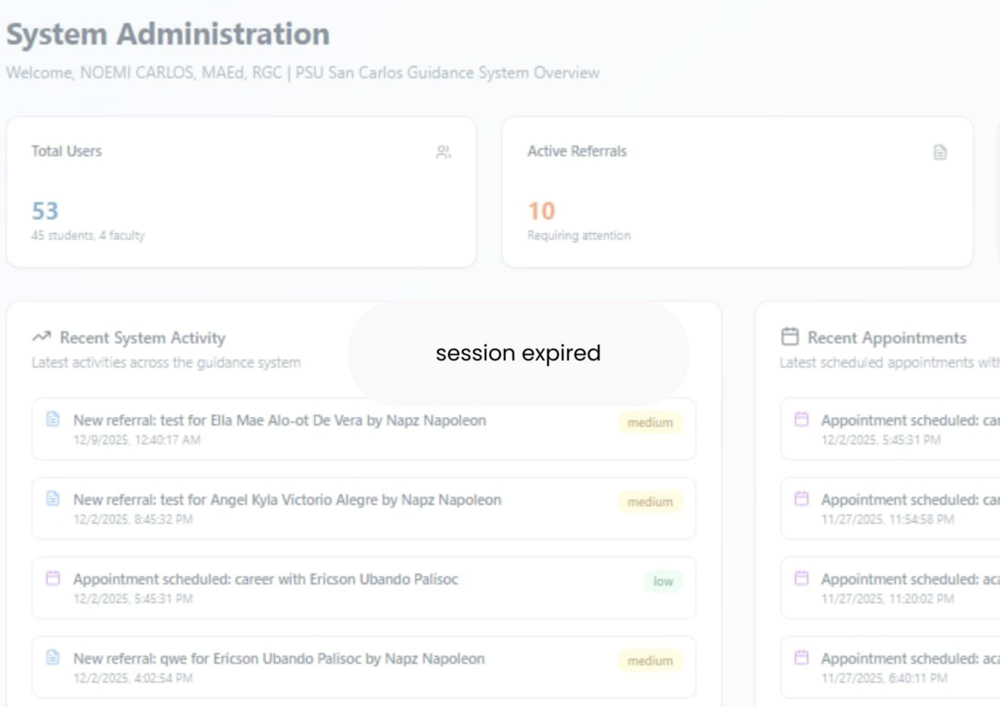 System Administration
Welcome, NOEMI CARLOS, MAEd, RGC | PSU San Carlos Guidance System Overview
Total Users
53
45 students, 4 faculty
Active Referrals
10
Requiring attention
Recent System Activity
Latest activities across the guidance system
session expired
New referral: test for Ella Mae Alo-ot De Vera by Napz Napoleon
medium
12/9/2025, 12:40:17 AM
New referral: test for Angel Kyla Victorio Alegre by Napz Napoleon
medium
12/2/2025, 8:45:32 PM
Appointment scheduled: career with Ericson Ubando Palisoc
low
12/2/2025, 5:45:31 PM
New referral: qwe for Ericson Ubando Palisoc by Napz Napoleon
medium
12/2/2025, 4:02:54 PM
Recent Appointments
Latest scheduled appointments with
Appointment scheduled: car
12/2/2025, 5:45:31 PM
Appointment scheduled: car
11/27/2025, 11:54:58 PM
Appointment scheduled: aca
11/27/2025, 11:20:02 PM
Appointment scheduled: aca
11/27/2025, 6:40:11 PM